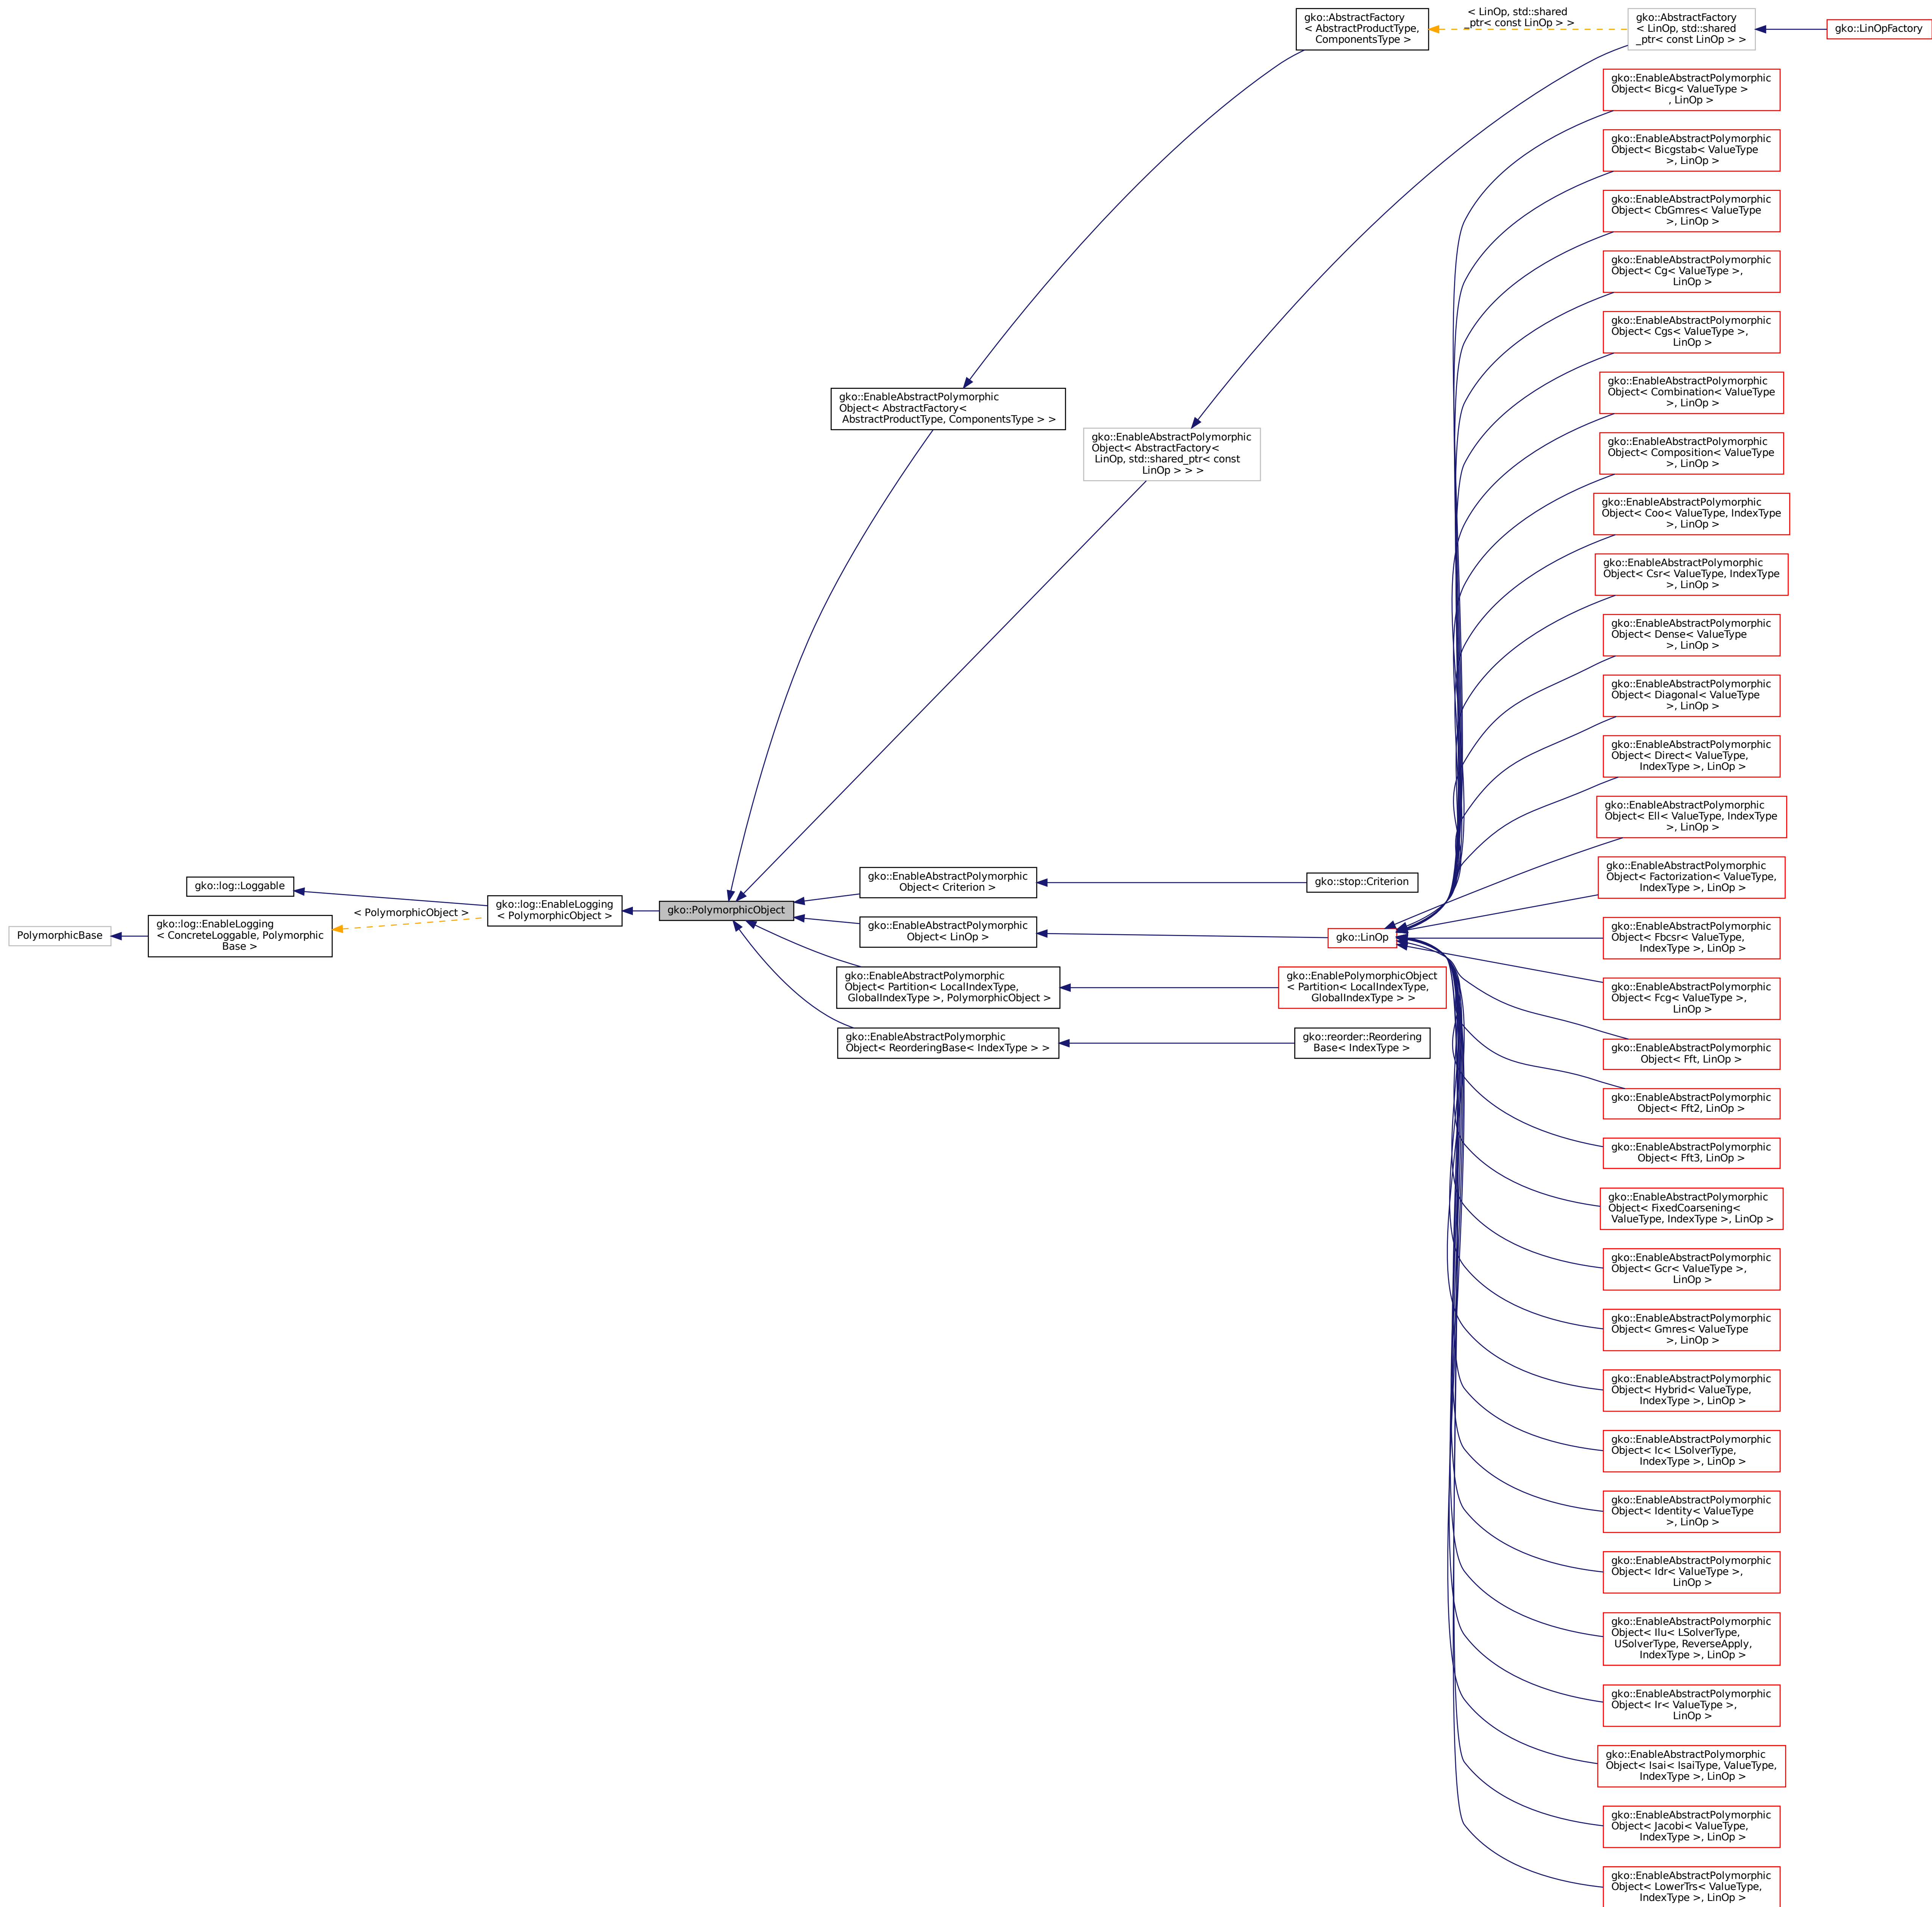 gko::AbstractFactory
< AbstractProductType,
ComponentsType >
< LinOp, std::shared
_ptr< const LinOp > >
gko::AbstractFactory
< LinOp, std::shared
_ptr< const LinOp > >
gko::LinOpFactory
gko::EnableAbstractPolymorphic
Object< Bicg< ValueType >
, LinOp >
gko::EnableAbstractPolymorphic
Object< Bicgstab< ValueType
>, LinOp >
gko::EnableAbstractPolymorphic
Object< CbGmres< ValueType
>, LinOp >
gko::EnableAbstractPolymorphic
Object< Cg< ValueType >,
LinOp >
gko::EnableAbstractPolymorphic
Object< Cgs< ValueType >,
LinOp >
gko::EnableAbstractPolymorphic
Object< Combination< ValueType
>, LinOp >
gko::EnableAbstractPolymorphic
Object< AbstractFactory<
AbstractProductType, ComponentsType > >
gko::EnableAbstractPolymorphic
Object< AbstractFactory<
LinOp, std::shared_ptr< const
LinOp > > >
gko::EnableAbstractPolymorphic
Object< Composition< ValueType
>, LinOp >
gko::EnableAbstractPolymorphic
Object< Coo< ValueType, IndexType
>, LinOp >
gko::EnableAbstractPolymorphic
Object< Csr< ValueType, IndexType
>, LinOp >
gko::EnableAbstractPolymorphic
Object< Dense< ValueType
>, LinOp >
gko::EnableAbstractPolymorphic
Object< Diagonal< ValueType
>, LinOp >
gko::EnableAbstractPolymorphic
Object< Direct< ValueType,
IndexType >, LinOp >
gko::EnableAbstractPolymorphic
Object< Ell< ValueType, IndexType
>, LinOp >
gko::EnableAbstractPolymorphic
Object< Factorization< ValueType,
IndexType >, LinOp >
gko::log::Loggable
PolymorphicBase
gko::log::EnableLogging
< ConcreteLoggable, Polymorphic
Base >
< PolymorphicObject >
gko::log::EnableLogging
< PolymorphicObject >
gko::PolymorphicObject
gko::EnableAbstractPolymorphic
Object< Criterion >
gko::stop::Criterion
gko::EnableAbstractPolymorphic
Object< LinOp >
gko::LinOp
gko::EnableAbstractPolymorphic
Object< Partition< LocalIndexType,
GlobalIndexType >, PolymorphicObject >
gko::EnablePolymorphicObject
< Partition< LocalIndexType,
GlobalIndexType > >
gko::EnableAbstractPolymorphic
Object< ReorderingBase< IndexType > >
gko::reorder::Reordering
Base< IndexType >
gko::EnableAbstractPolymorphic
Object< Fbcsr< ValueType,
IndexType >, LinOp >
gko::EnableAbstractPolymorphic
Object< Fcg< ValueType >,
LinOp >
gko::EnableAbstractPolymorphic
Object< Fft, LinOp >
gko::EnableAbstractPolymorphic
Object< Fft2, LinOp >
gko::EnableAbstractPolymorphic
Object< Fft3, LinOp >
gko::EnableAbstractPolymorphic
Object< FixedCoarsening<
ValueType, IndexType >, LinOp >
gko::EnableAbstractPolymorphic
Object< Gcr< ValueType >,
LinOp >
gko::EnableAbstractPolymorphic
Object< Gmres< ValueType
>, LinOp >
gko::EnableAbstractPolymorphic
Object< Hybrid< ValueType,
IndexType >, LinOp >
gko::EnableAbstractPolymorphic
Object< Ic< LSolverType,
IndexType >, LinOp >
gko::EnableAbstractPolymorphic
Object< Identity< ValueType
>, LinOp >
gko::EnableAbstractPolymorphic
Object< Idr< ValueType >,
LinOp >
gko::EnableAbstractPolymorphic
Object< Ilu< LSolverType,
USolverType, ReverseApply,
IndexType >, LinOp >
gko::EnableAbstractPolymorphic
Object< Ir< ValueType >,
LinOp >
gko::EnableAbstractPolymorphic
Object< Isai< IsaiType, ValueType,
IndexType >, LinOp >
gko::EnableAbstractPolymorphic
Object< Jacobi< ValueType,
IndexType >, LinOp >
gko::EnableAbstractPolymorphic
Object< LowerTrs< ValueType,
IndexType >, LinOp >